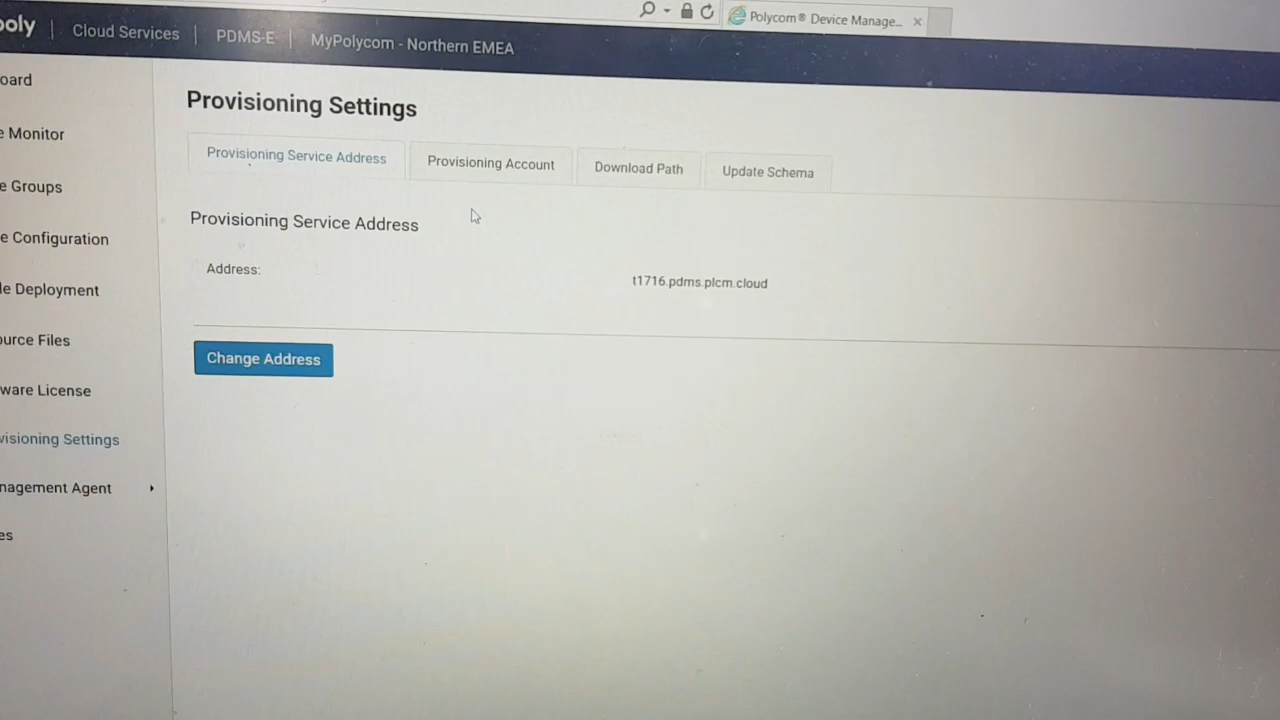 Polycom® Device Manage...
poly | Cloud Services | PDMS-E | MyPolycom - Northern EMEA
oard
e Monitor
e Groups
e Configuration
le Deployment
ource Files
ware License
visioning Settings
nagement Agent
es
Provisioning Settings
Provisioning Service Address
Provisioning Account
Download Path
Update Schema
Provisioning Service Address
Address:
t1716.pdms.plcm.cloud
Change Address